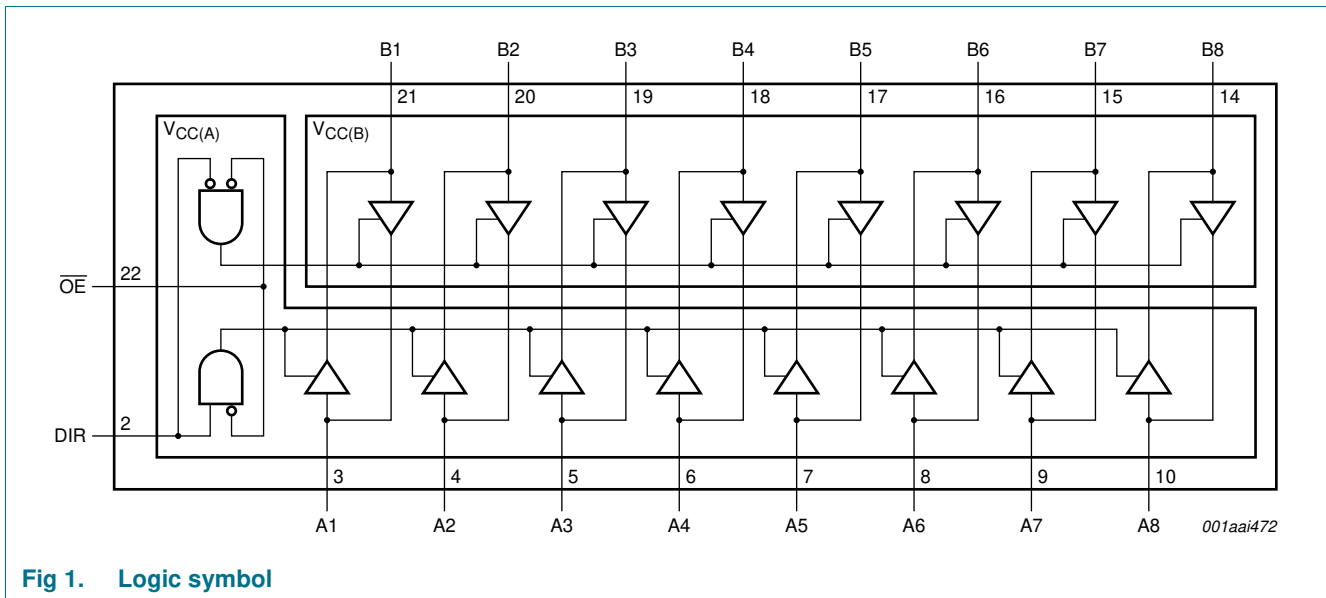 B1 B2 B3 B4 B5 B6 B7 B8
21 20 19 18 17 16 15 14
VCC(A) VCC(B)
OE 22
DIR 2
3 4 5 6 7 8 9 10
A1 A2 A3 A4 A5 A6 A7 A8 001aai472
Fig 1. Logic symbol